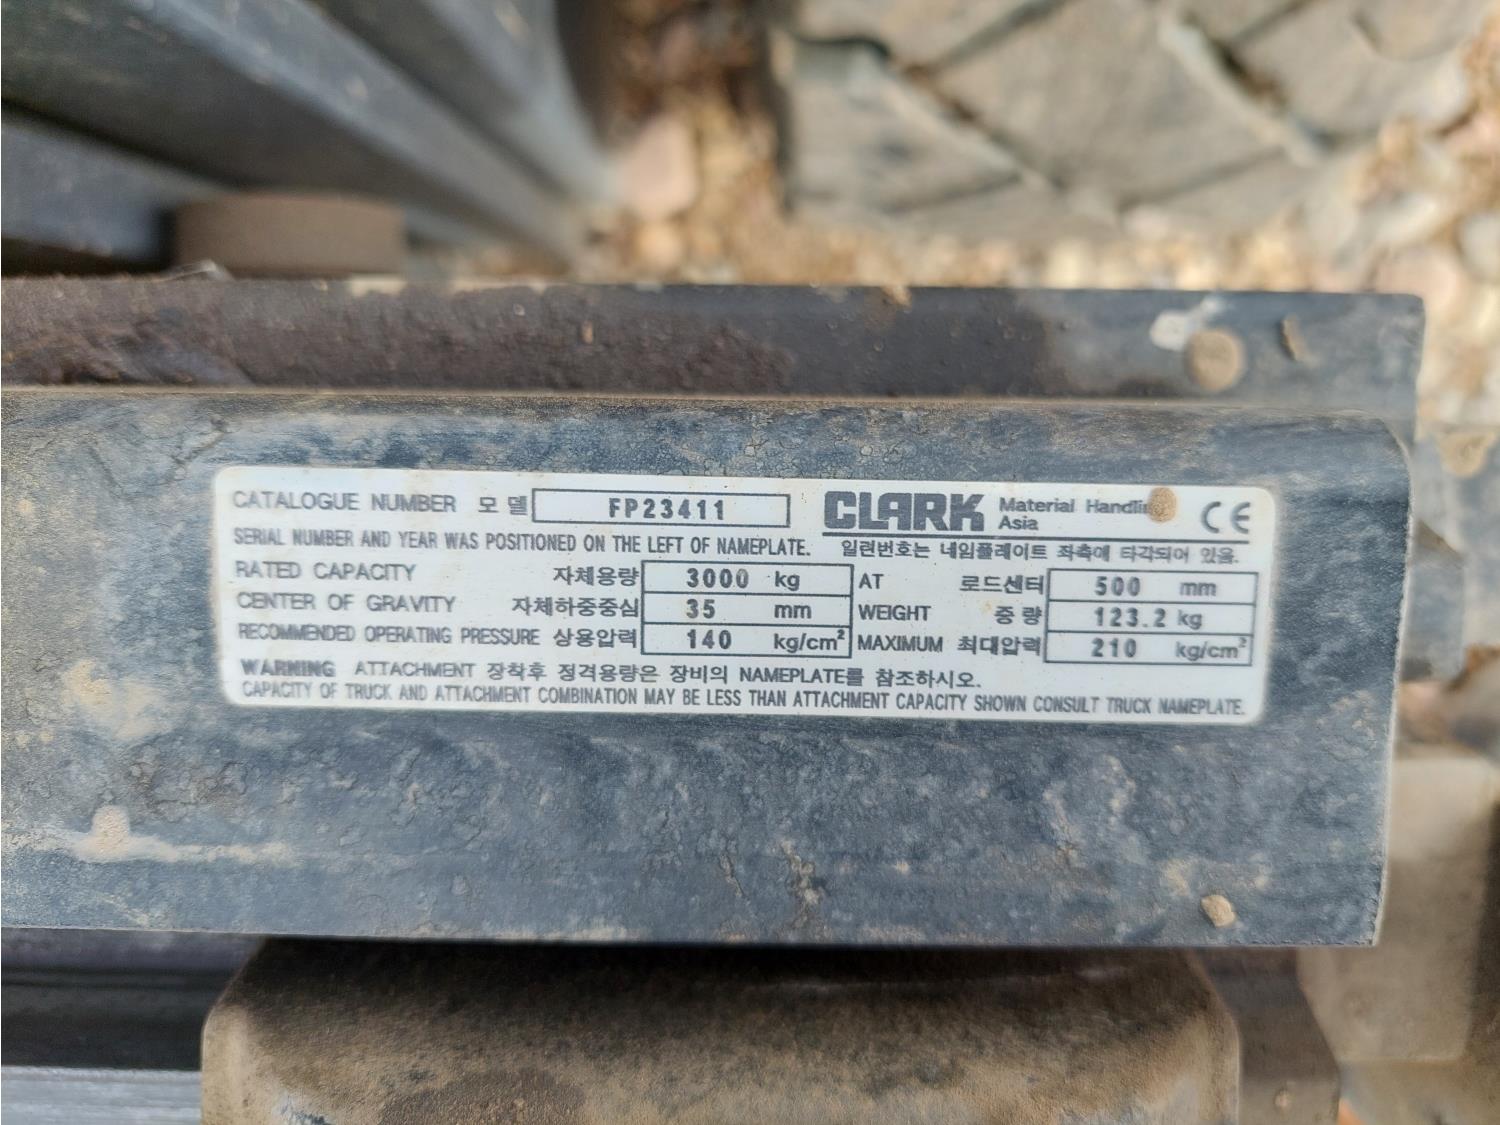 CATALOGUE NUMBER 모델 FP23411 CLARK Material Handlin Asia CE
SERIAL NUMBER AND YEAR WAS POSITIONED ON THE LEFT OF NAMEPLATE. 일련번호는 네임플레이트 좌측에 타각되어 있음.
RATED CAPACITY 자체용량 3000 kg AT 로드센터 500 mm
CENTER OF GRAVITY 자체하중중심 35 mm WEIGHT 중량 123.2 kg
RECOMMENDED OPERATING PRESSURE 상용압력 140 kg/cm² MAXIMUM 최대압력 210 kg/cm²
WARNING ATTACHMENT 장착후 정격용량은 장비의 NAMEPLATE를 참조하시오.
CAPACITY OF TRUCK AND ATTACHMENT COMBINATION MAY BE LESS THAN ATTACHMENT CAPACITY SHOWN CONSULT TRUCK NAMEPLATE.